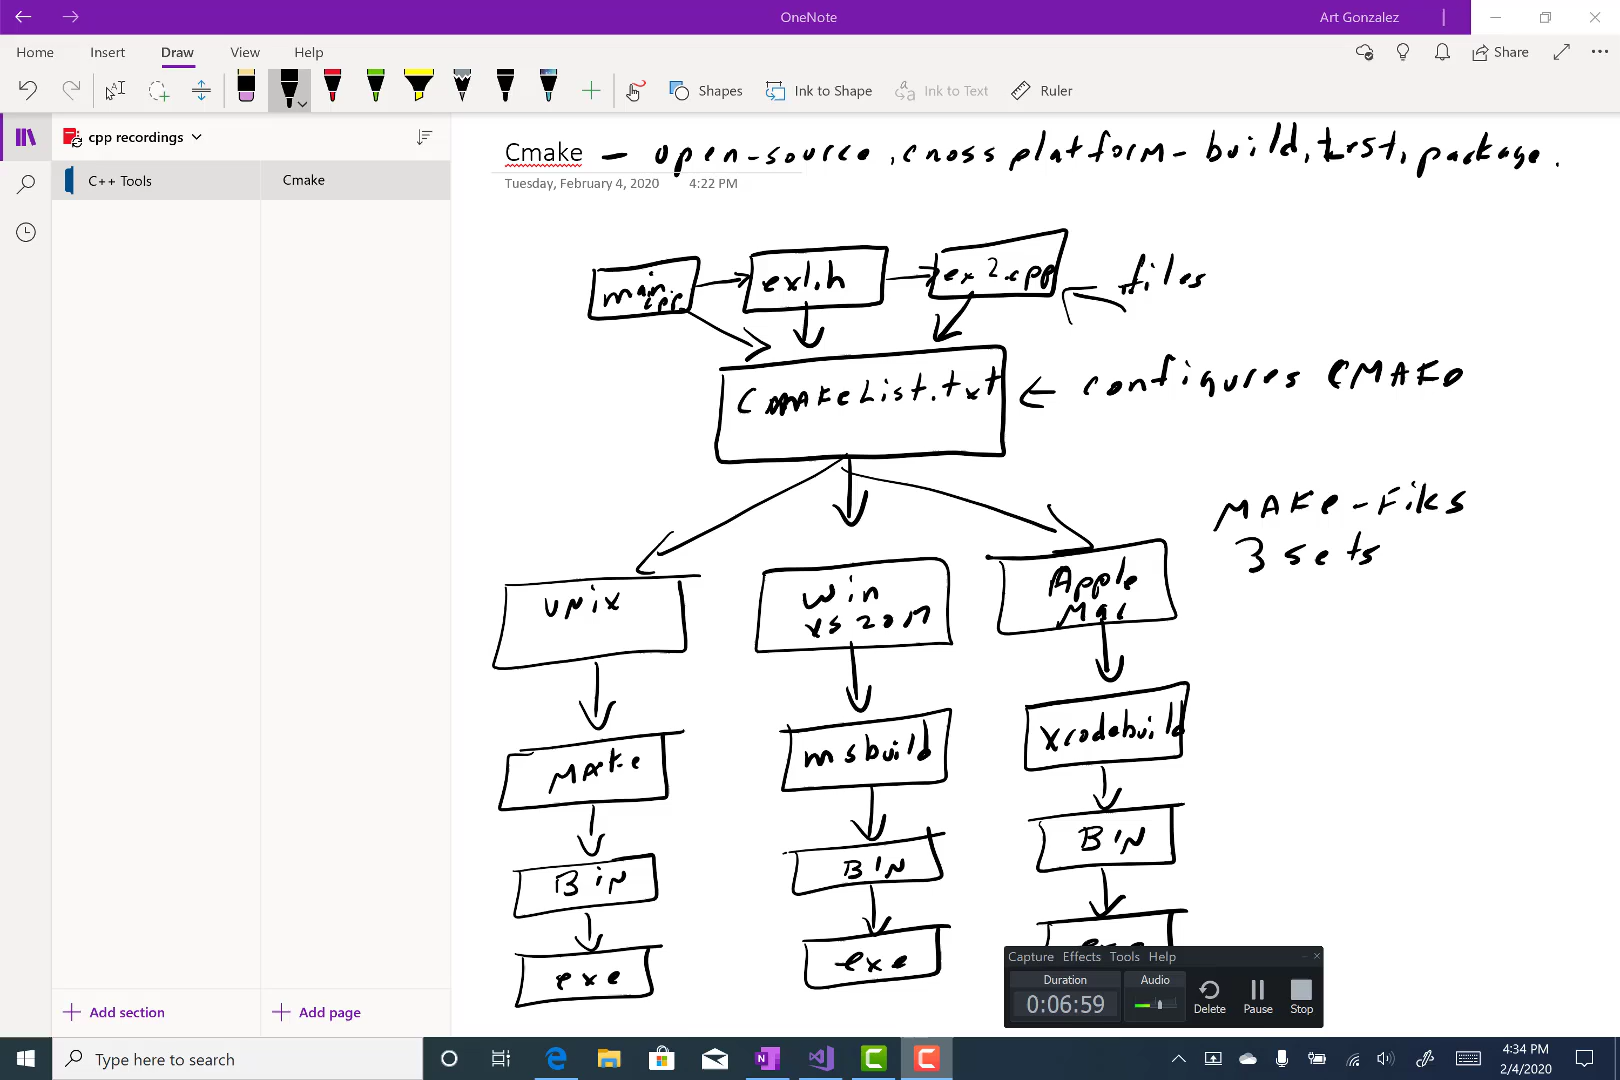 OneNote
Art Gonzalez
Home Insert Draw View Help
Share
Shapes Ink to Shape Ink to Text Ruler
cpp recordings
C++ Tools
Cmake
Cmake — open-source, cross platform - build, test, package.
Tuesday, February 4, 2020 4:22 PM
main.cpp
ex1.h
ex2.cpp
files
CmakeList.txt
configures CMAKe
MAKe-Files
3 sets
Unix
Win
VS 2017
Apple
Mac
MAKe
msbuild
xcodebuild
BiN
BIN
BIN
exe
exe
Capture Effects Tools Help
Duration Audio
0:06:59
Delete Pause Stop
Add section
Add page
Type here to search
4:34 PM
2/4/2020